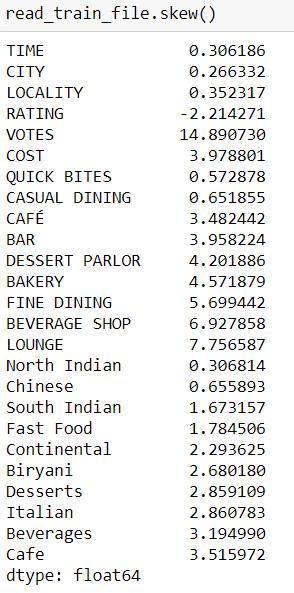 read_train_file.skew()
TIME 0.306186
CITY 0.266332
LOCALITY 0.352317
RATING -2.214271
VOTES 14.890730
COST 3.978801
QUICK BITES 0.572878
CASUAL DINING 0.651855
CAFÉ 3.482442
BAR 3.958224
DESSERT PARLOR 4.201886
BAKERY 4.571879
FINE DINING 5.699442
BEVERAGE SHOP 6.927858
LOUNGE 7.756587
North Indian 0.306814
Chinese 0.655893
South Indian 1.673157
Fast Food 1.784506
Continental 2.293625
Biryani 2.680180
Desserts 2.859109
Italian 2.860783
Beverages 3.194990
Cafe 3.515972
dtype: float64